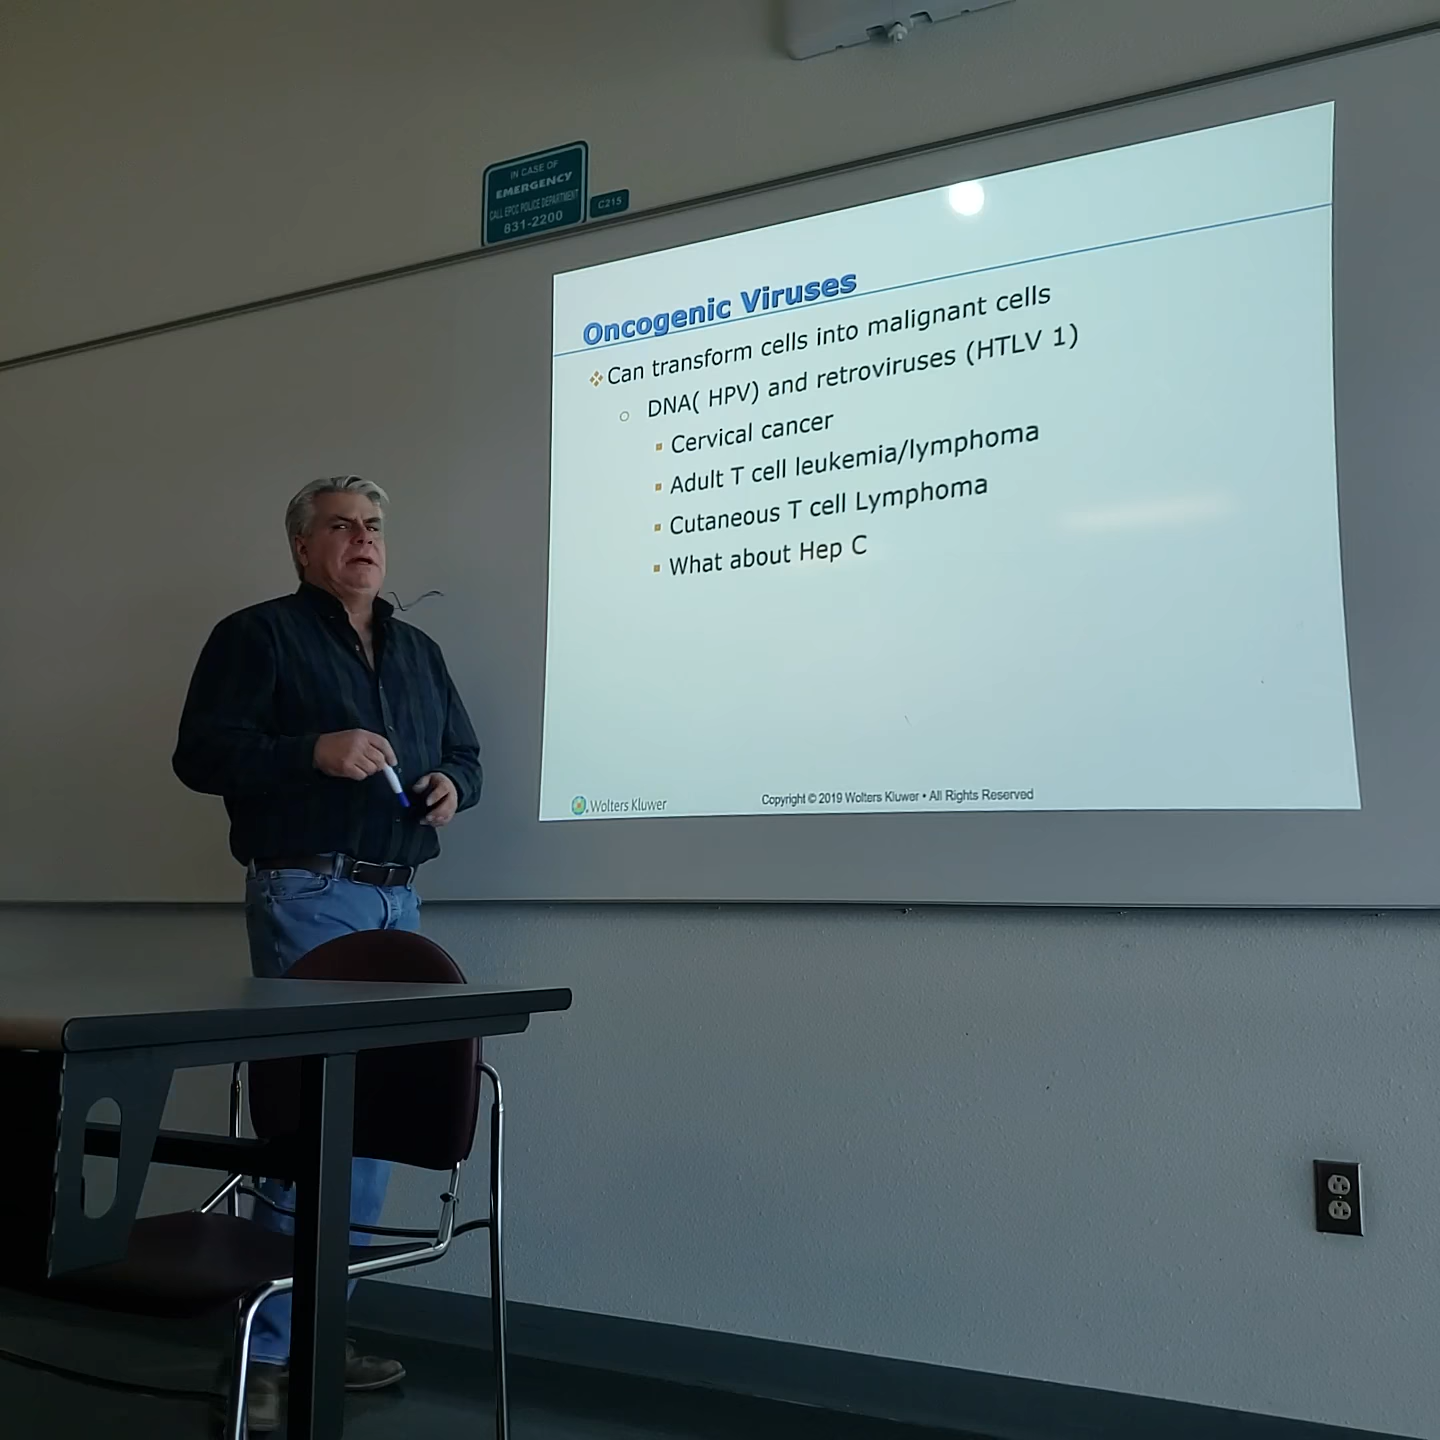 IN CASE OF
EMERGENCY
CALL EPCC POLICE DEPARTMENT
831-2200
C215
Oncogenic Viruses
Can transform cells into malignant cells
DNA( HPV) and retroviruses (HTLV 1)
Cervical cancer
Adult T cell leukemia/lymphoma
Cutaneous T cell Lymphoma
What about Hep C
Wolters Kluwer
Copyright © 2019 Wolters Kluwer • All Rights Reserved